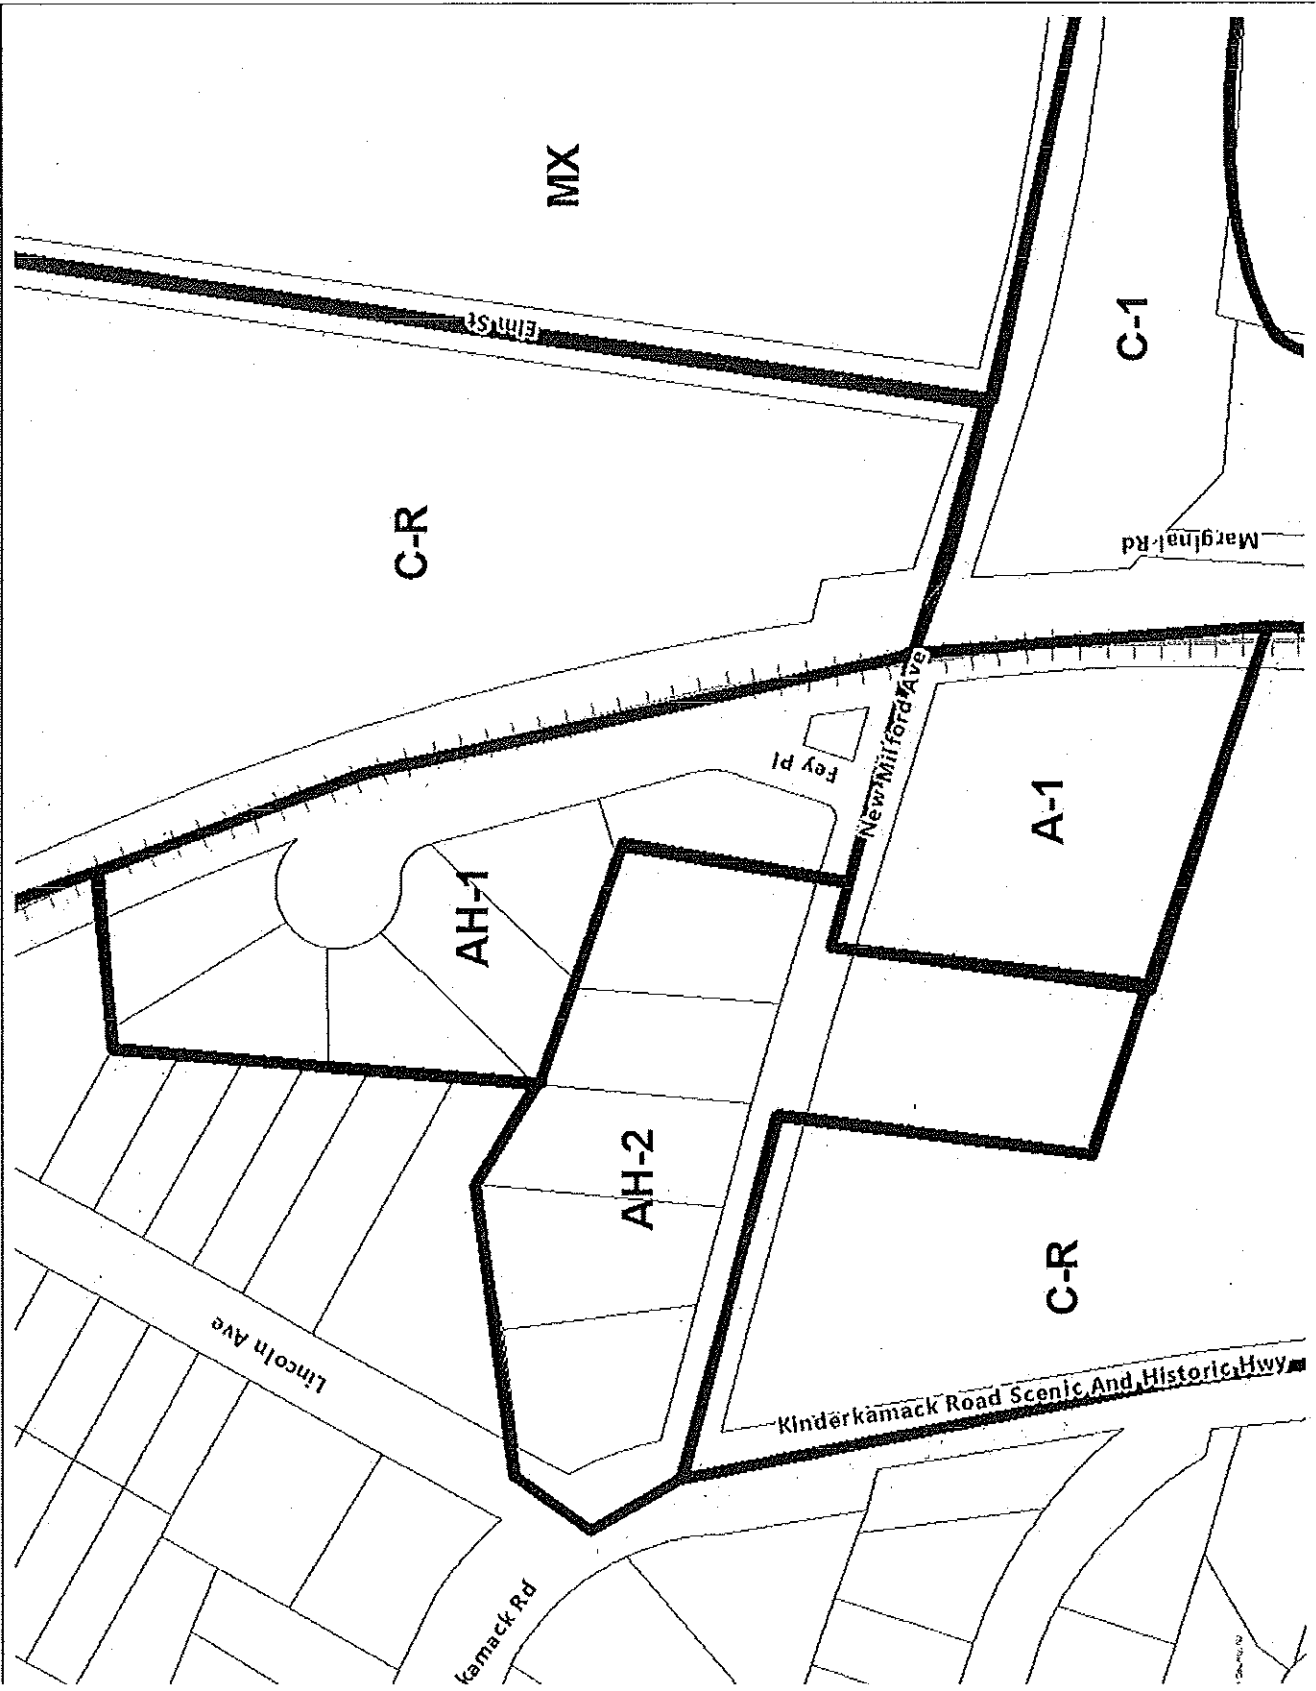 MX
Elm St
C-R
C-1
Marginal Rd
New Milford Ave
Fey Pl
A-1
AH-1
AH-2
C-R
Lincoln Ave
Kinderkamack Road Scenic And Historic Hwy
kamack Rd